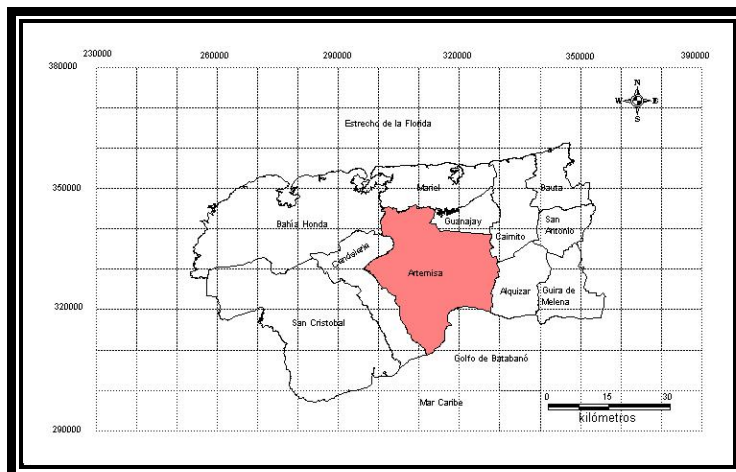 230000 260000 290000 320000 350000 390000
380000
N
W E
S
Estrecho de la Florida
350000
Mariel
Bauta
Bahía Honda
Guanajay
San
Antonio
Caimito
Candelaria
Artemisa
Alquizar
Guira de
Melena
320000
San Cristobal
Golfo de Batabanó
Mar Caribe
0 15 30
kilómetros
290000